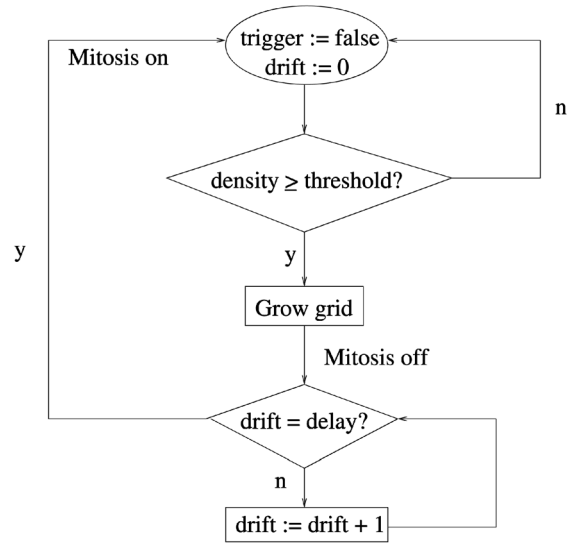 trigger := false
drift := 0
Mitosis on
n
density ≥ threshold?
y
y
Grow grid
Mitosis off
drift = delay?
n
drift := drift + 1